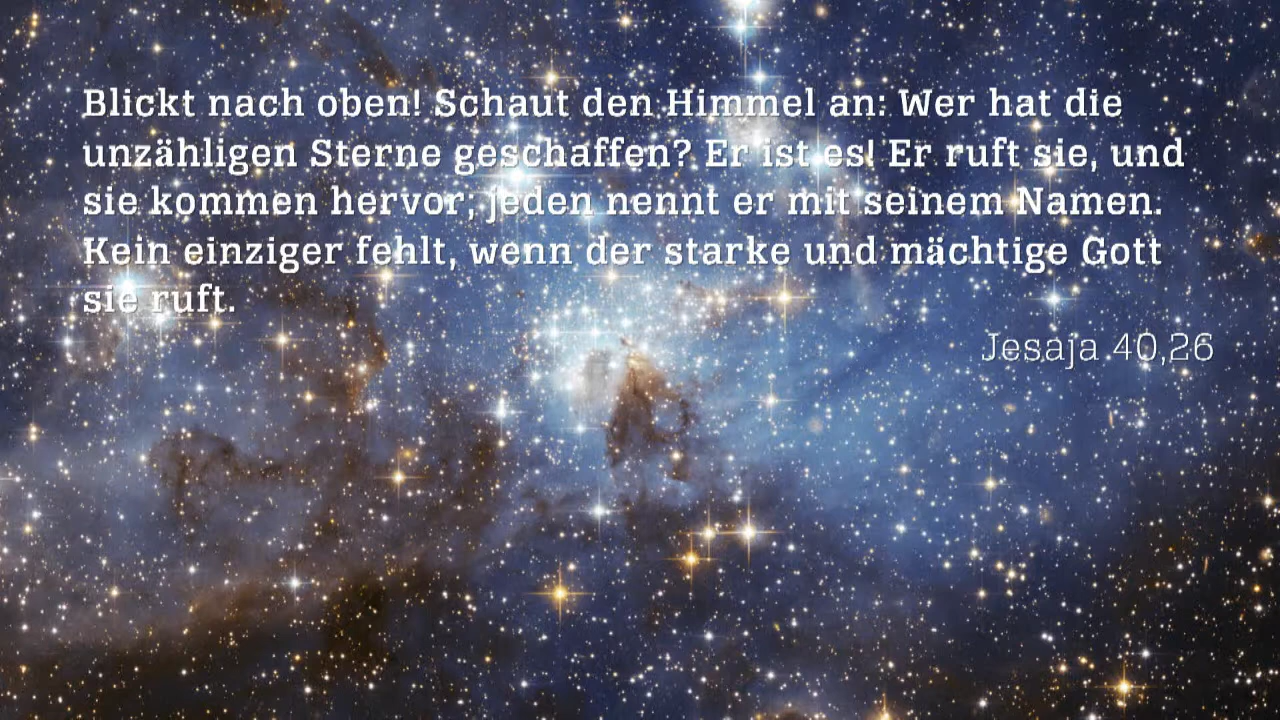 Blickt nach oben! Schaut den Himmel an: Wer hat die
unzähligen Sterne geschaffen? Er ist es! Er ruft sie, und
sie kommen hervor; jeden nennt er mit seinem Namen.
Kein einziger fehlt, wenn der starke und mächtige Gott
sie ruft.
Jesaja 40,26